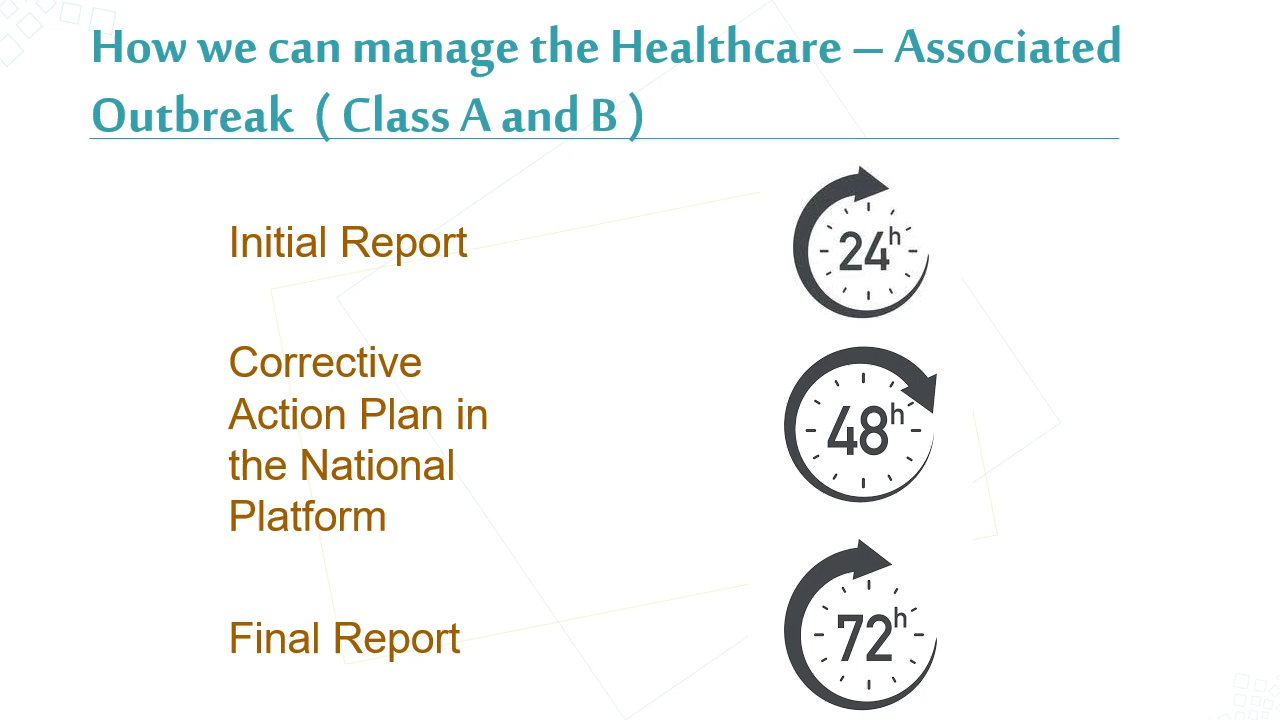 How we can manage the Healthcare – Associated
Outbreak ( Class A and B )
Initial Report
24h
Corrective
Action Plan in
the National
Platform
48h
Final Report
72h